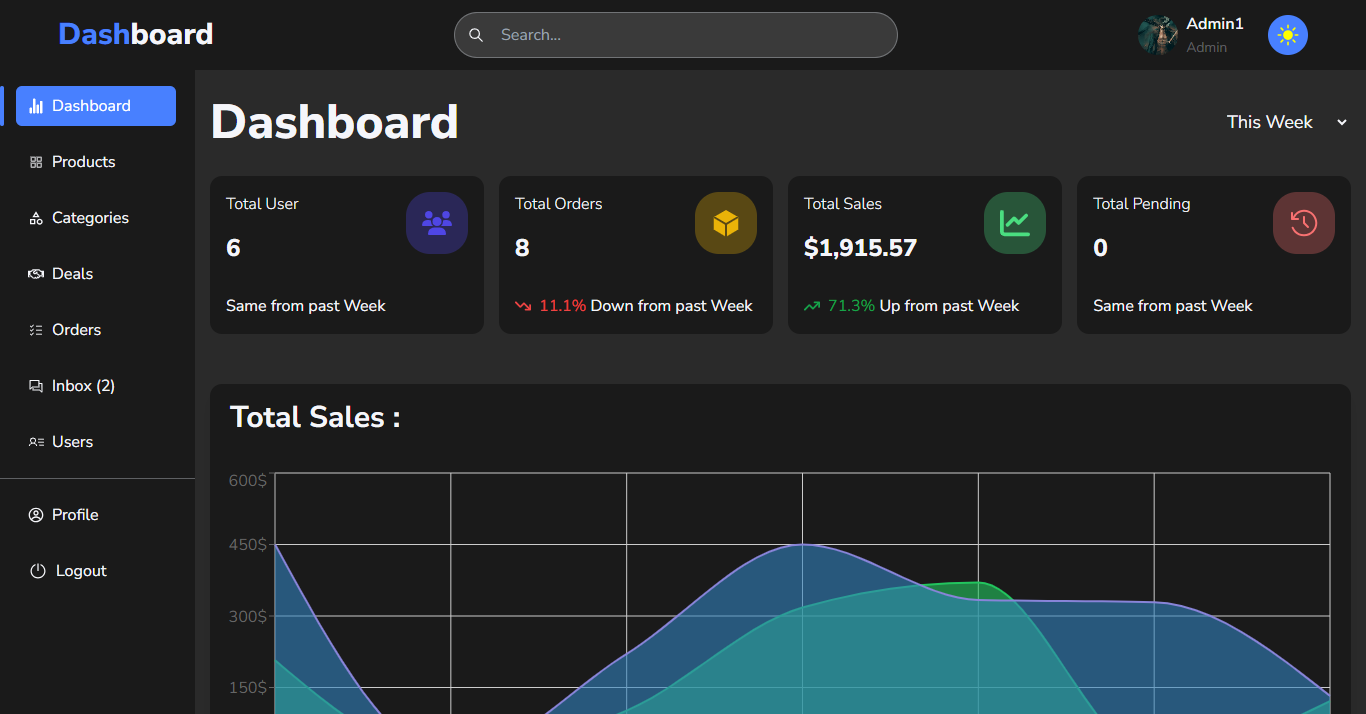 Dashboard
Search...
Admin1
Admin
Dashboard
Products
Categories
Deals
Orders
Inbox (2)
Users
Profile
Logout
Dashboard
This Week
Total User
6
Same from past Week
Total Orders
8
11.1% Down from past Week
Total Sales
$1,915.57
71.3% Up from past Week
Total Pending
0
Same from past Week
Total Sales :
600$
450$
300$
150$